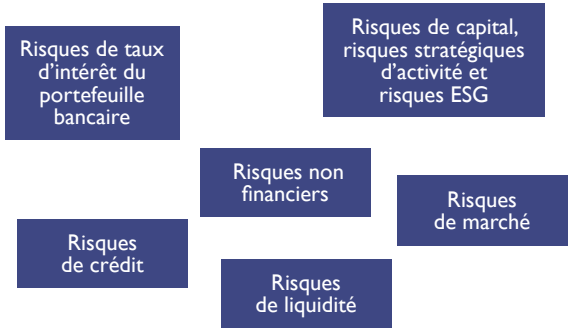 Risques de taux
d'intérêt du
portefeuille
bancaire
Risques de capital,
risques stratégiques
d'activité et
risques ESG
Risques non
financiers
Risques
de marché
Risques
de crédit
Risques
de liquidité